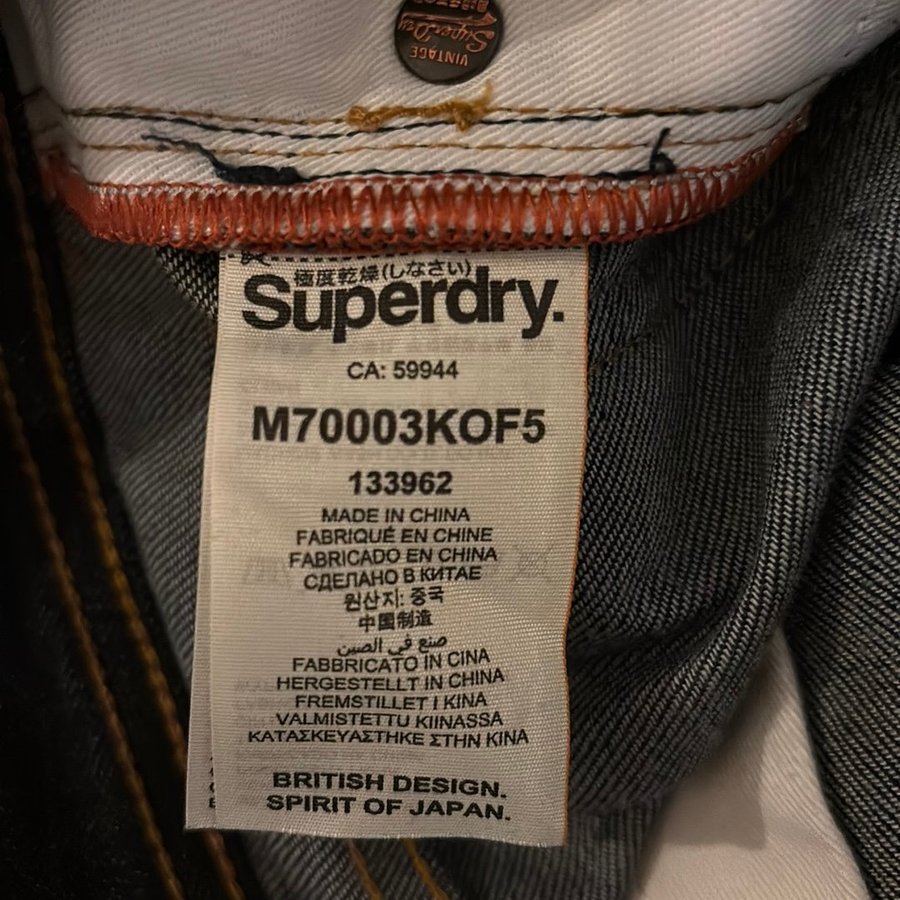 VINTAGE
SuperDry
極度乾燥(しなさい)
Superdry.
CA: 59944
M70003KOF5
133962
MADE IN CHINA
FABRIQUÉ EN CHINE
FABRICADO EN CHINA
СДЕЛАНО В КИТАЕ
원산지: 중국
中国制造
صنع في الصين
FABBRICATO IN CINA
HERGESTELLT IN CHINA
FREMSTILLET I KINA
VALMISTETTU KIINASSA
ΚΑΤΑΣΚΕΥΑΣΤΗΚΕ ΣΤΗΝ ΚΙΝΑ
BRITISH DESIGN.
SPIRIT OF JAPAN.